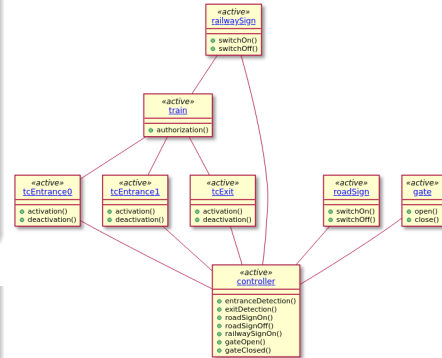 «active»
railwaySign
switchOn()
switchOff()
«active»
train
authorization()
«active»
tcEntrance0
activation()
deactivation()
«active»
tcEntrance1
activation()
deactivation()
«active»
tcExit
activation()
deactivation()
«active»
roadSign
switchOn()
switchOff()
«active»
gate
open()
close()
«active»
controller
entranceDetection()
exitDetection()
roadSignOn()
roadSignOff()
railwaySignOn()
gateOpen()
gateClosed()